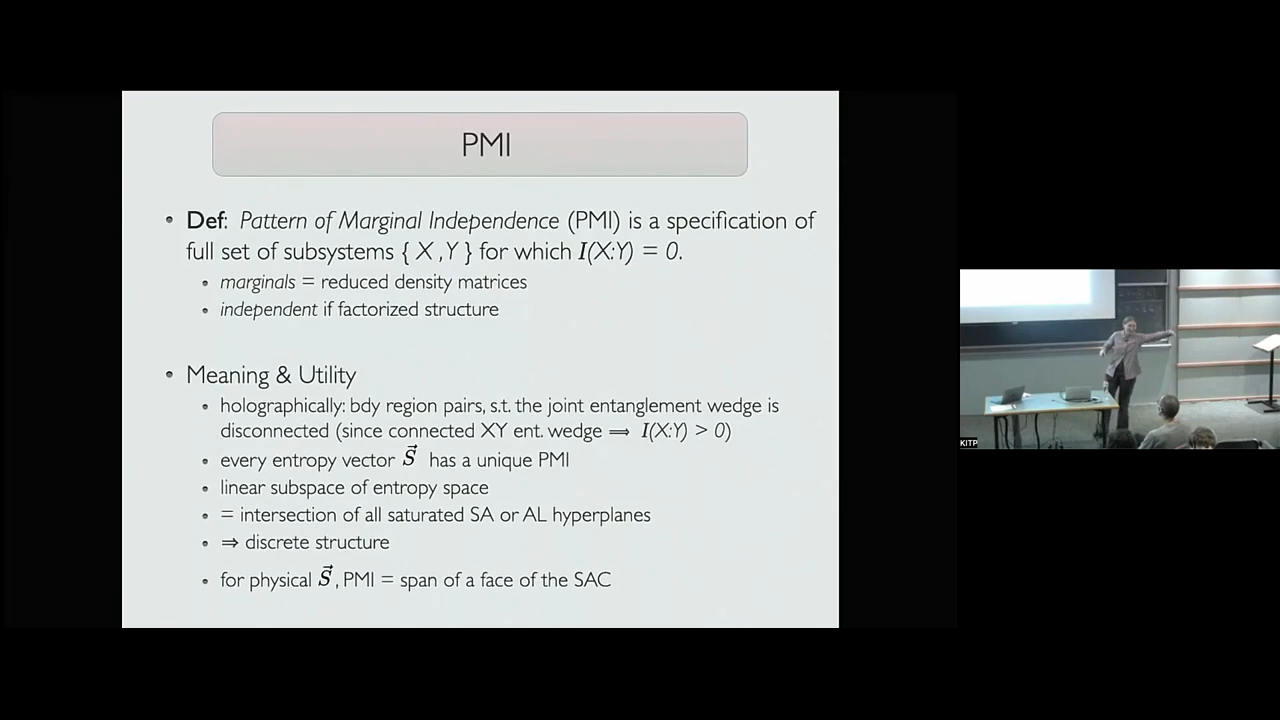 PMI
• Def: Pattern of Marginal Independence (PMI) is a specification of
full set of subsystems { X ,Y } for which I(X:Y) = 0.
• marginals = reduced density matrices
• independent if factorized structure
• Meaning & Utility
• holographically: bdy region pairs, s.t. the joint entanglement wedge is
disconnected (since connected XY ent. wedge ⟹ I(X:Y) > 0)
• every entropy vector S⃗ has a unique PMI
• linear subspace of entropy space
• = intersection of all saturated SA or AL hyperplanes
• ⇒ discrete structure
• for physical S⃗ , PMI = span of a face of the SAC
KITP